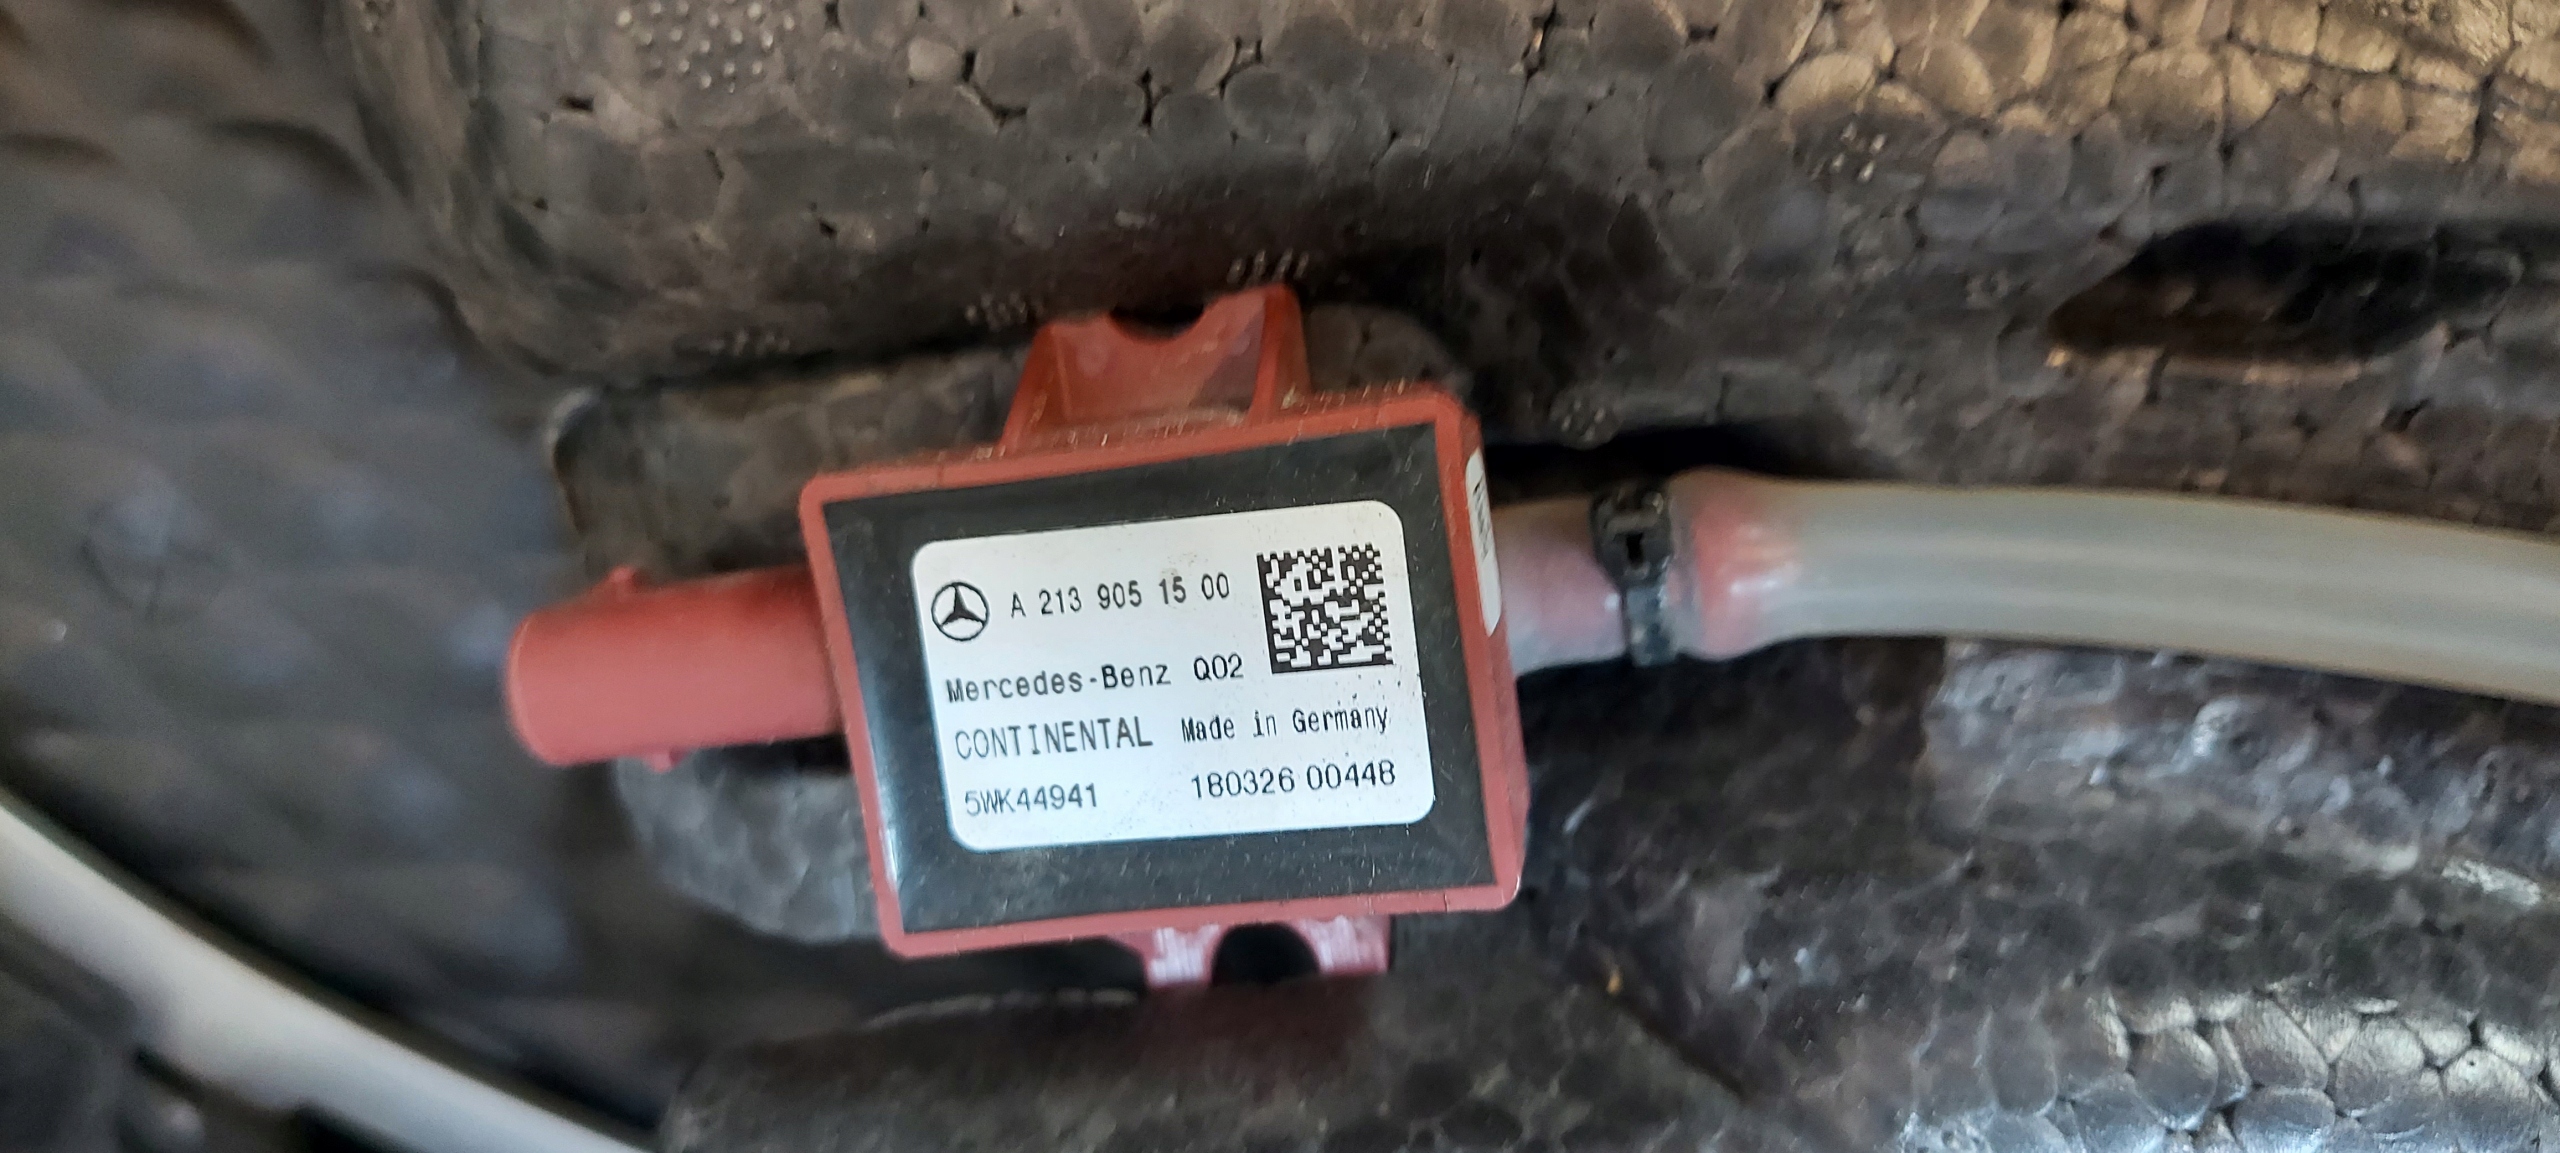 A 213 905 15 00
Mercedes-Benz Q02
CONTINENTAL Made in Germany
5WK44941 180326 00448